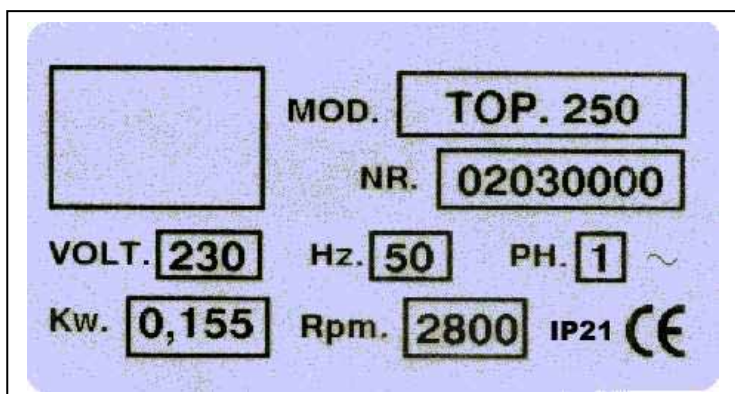 MOD. TOP. 250
NR. 02030000
VOLT. 230 Hz. 50 PH. 1 ~
Kw. 0,155 Rpm. 2800 IP21 CE